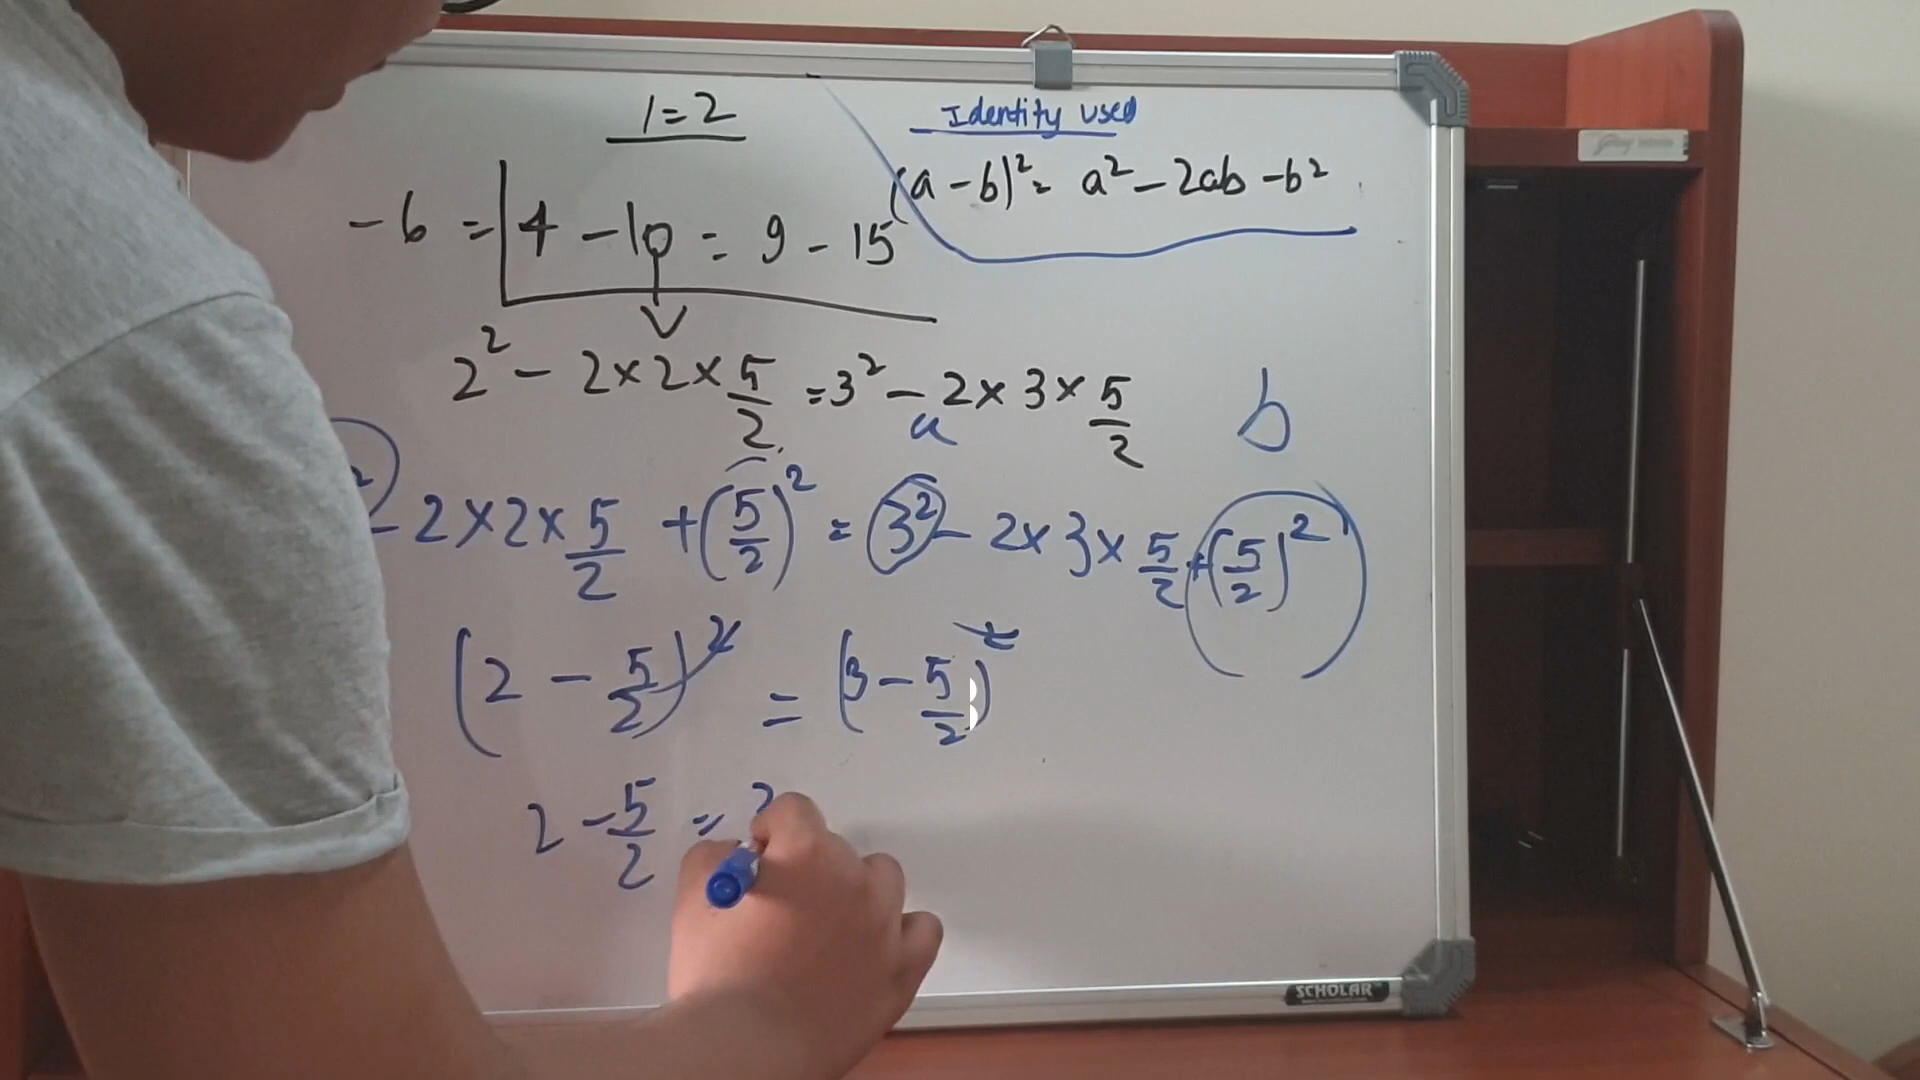 1=2
Identity used
(a-b)²= a²-2ab-b²
-6 = 4-10 = 9-15
2² - 2×2×5/2 = 3² - 2×3×5/2
a b
² - 2×2×5/2 + (5/2)² = 3² - 2×3×5/2 + (5/2)²
(2 - 5/2)² = (3 - 5/2)²
2 - 5/2 =
SCHOLAR